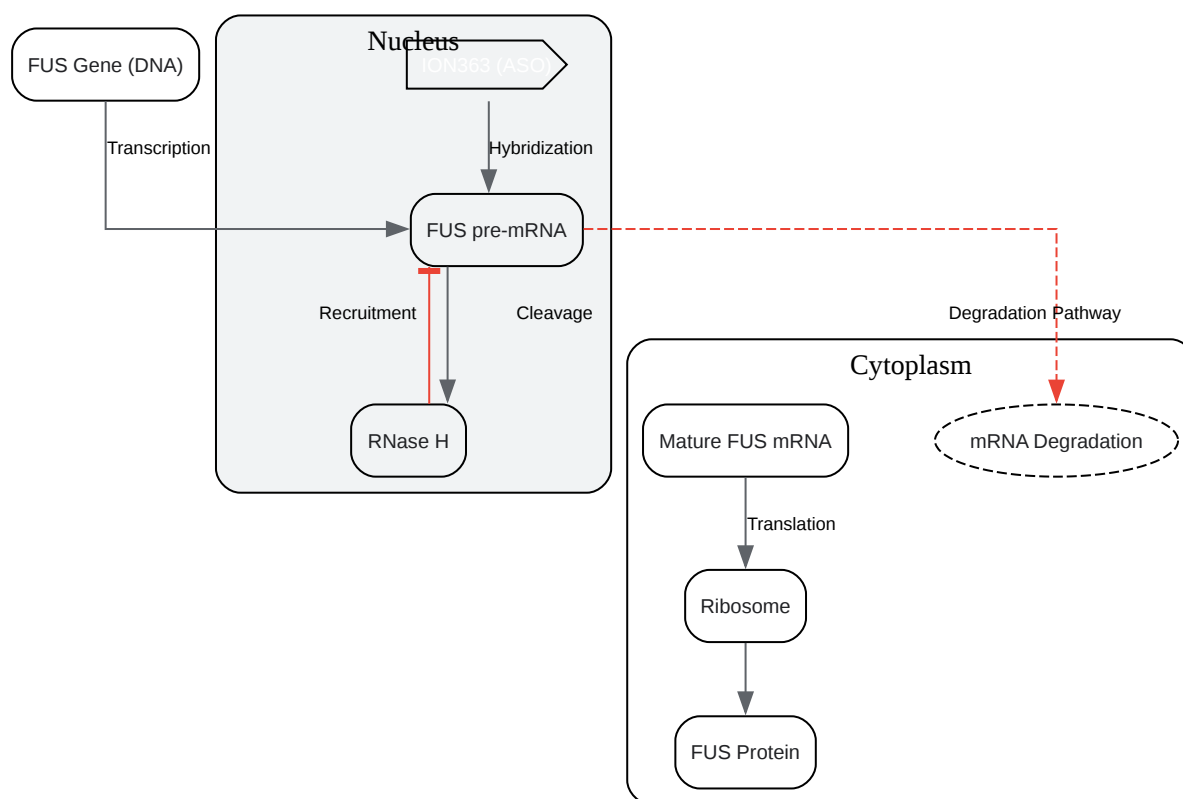 Nucleus
FUS Gene (DNA)
ION363 (ASO)
Transcription
Hybridization
FUS pre-mRNA
Recruitment
Cleavage
Degradation Pathway
Cytoplasm
RNase H
Mature FUS mRNA
mRNA Degradation
Translation
Ribosome
FUS Protein